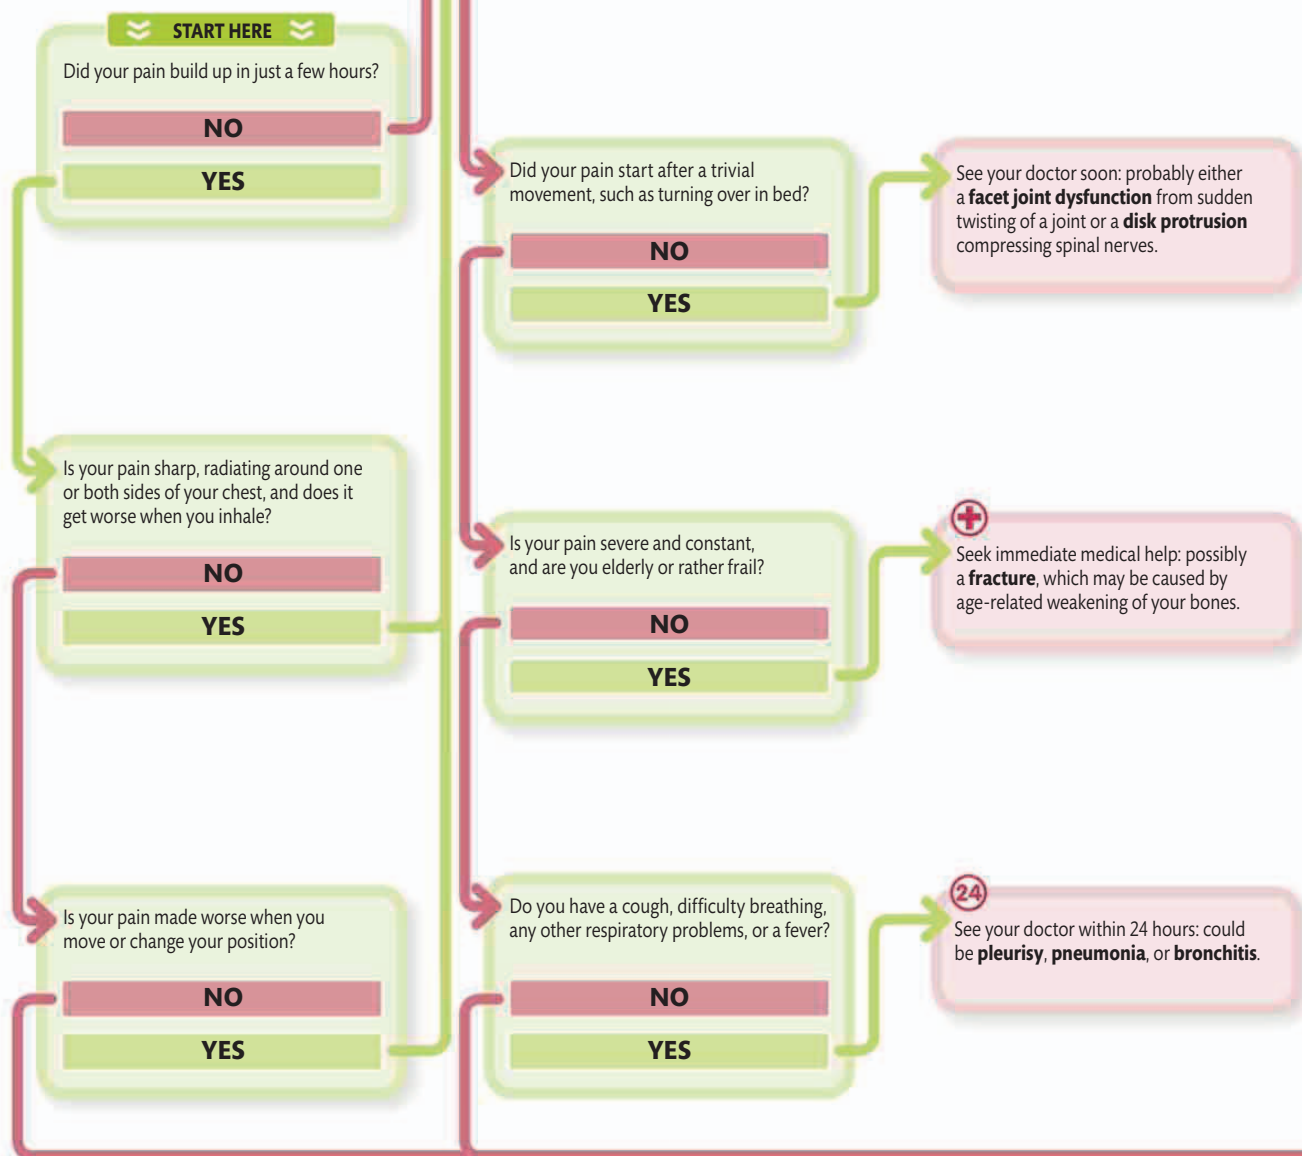 START HERE
Did your pain build up in just a few hours?
NO
YES
Is your pain sharp, radiating around one
or both sides of your chest, and does it
get worse when you inhale?
NO
YES
Is your pain made worse when you
move or change your position?
NO
YES
Did your pain start after a trivial
movement, such as turning over in bed?
NO
YES
See your doctor soon: probably either
a facet joint dysfunction from sudden
twisting of a joint or a disk protrusion
compressing spinal nerves.
Is your pain severe and constant,
and are you elderly or rather frail?
NO
YES
Seek immediate medical help: possibly
a fracture, which may be caused by
age-related weakening of your bones.
Do you have a cough, difficulty breathing,
any other respiratory problems, or a fever?
NO
YES
24
See your doctor within 24 hours: could
be pleurisy, pneumonia, or bronchitis.